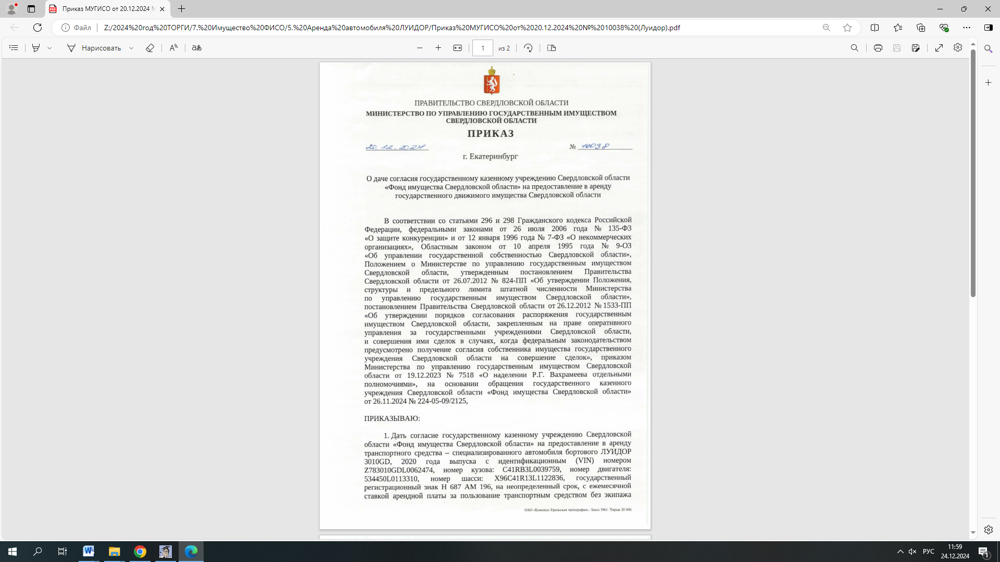 Приказ МУГИСО от 20.12.2024 №
Файл
Z:/2024%20год%20ТОРГИ/7.%20Имущество%20ФИСО/5.%20Аренда%20автомобиля%20ЛУИДОР/Приказ%20МУГИСО%20от%2020.12.2024%20№%2010038%20(Луидор).pdf
Нарисовать
1 из 2
ПРАВИТЕЛЬСТВО СВЕРДЛОВСКОЙ ОБЛАСТИ
МИНИСТЕРСТВО ПО УПРАВЛЕНИЮ ГОСУДАРСТВЕННЫМ ИМУЩЕСТВОМ
СВЕРДЛОВСКОЙ ОБЛАСТИ
ПРИКАЗ
20.12.2024 № 10038
г. Екатеринбург
О даче согласия государственному казенному учреждению Свердловской области
«Фонд имущества Свердловской области» на предоставление в аренду
государственного движимого имущества Свердловской области
В соответствии со статьями 296 и 298 Гражданского кодекса Российской
Федерации, федеральными законами от 26 июля 2006 года № 135-ФЗ
«О защите конкуренции» и от 12 января 1996 года № 7-ФЗ «О некоммерческих
организациях», Областным законом от 10 апреля 1995 года № 9-ОЗ
«Об управлении государственной собственностью Свердловской области»,
Положением о Министерстве по управлению государственным имуществом
Свердловской области, утвержденным постановлением Правительства
Свердловской области от 26.07.2012 № 824-ПП «Об утверждении Положения,
структуры и предельного лимита штатной численности Министерства
по управлению государственным имуществом Свердловской области»,
постановлением Правительства Свердловской области от 26.12.2012 № 1533-ПП
«Об утверждении порядков согласования распоряжения государственным
имуществом Свердловской области, закрепленным на праве оперативного
управления за государственными учреждениями Свердловской области,
и совершения ими сделок в случаях, когда федеральным законодательством
предусмотрено получение согласия собственника имущества государственного
учреждения Свердловской области на совершение сделок», приказом
Министерства по управлению государственным имуществом Свердловской
области от 19.12.2023 № 7518 «О наделении Р.Г. Вахрамеева отдельными
полномочиями», на основании обращения государственного казенного
учреждения Свердловской области «Фонд имущества Свердловской области»
от 26.11.2024 № 224-05-09/2125,
ПРИКАЗЫВАЮ:
1. Дать согласие государственному казенному учреждению Свердловской
области «Фонд имущества Свердловской области» на предоставление в аренду
транспортного средства – специализированного автомобиля бортового ЛУИДОР
3010GD, 2020 года выпуска с идентификационным (VIN) номером
Z783010GDL0062474, номер кузова: C41RB3L0039759, номер двигателя:
534450L0113310, номер шасси: X96C41R13L1122836, государственный
регистрационный знак Н 687 АМ 196, на неопределенный срок, с ежемесячной
ставкой арендной платы за пользование транспортным средством без экипажа
ОАО «Каменск-Уральская типография». Заказ 5961. Тираж 20 000.
РУС
11:59
24.12.2024
1